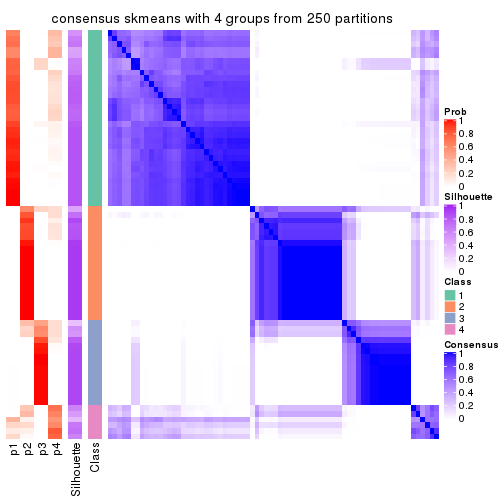 consensus skmeans with 4 groups from 250 partitions
Prob
1
0.8
0.6
0.4
0.2
0
Silhouette
1
0.8
0.6
0.4
0.2
0
Class
1
2
3
4
Consensus
1
0.8
0.6
0.4
0.2
0
p1
p2
p3
p4
Silhouette
Class